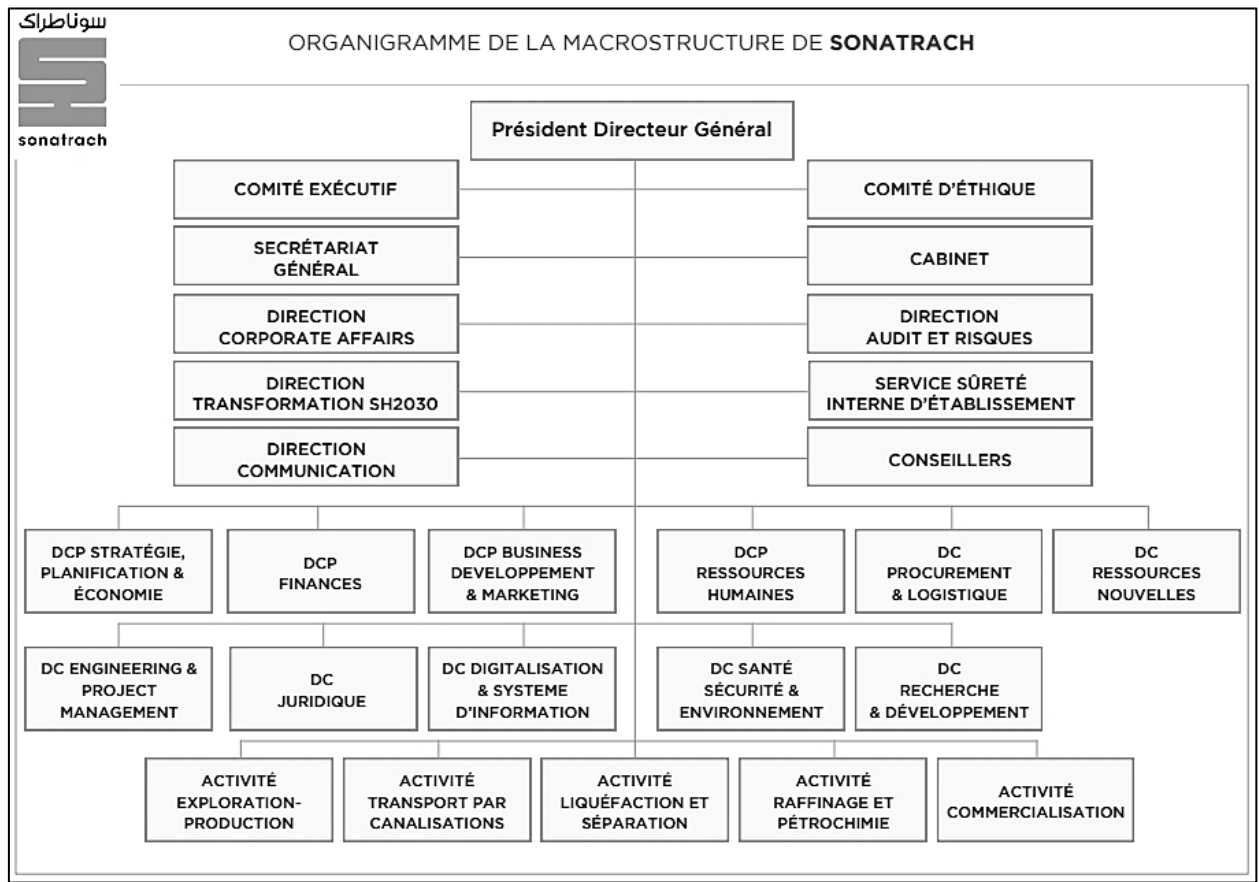 سوناطراك
sonatrach
ORGANIGRAMME DE LA MACROSTRUCTURE DE SONATRACH
Président Directeur Général
COMITÉ EXÉCUTIF
COMITÉ D'ÉTHIQUE
SECRÉTARIAT
GÉNÉRAL
CABINET
DIRECTION
CORPORATE AFFAIRS
DIRECTION
AUDIT ET RISQUES
DIRECTION
TRANSFORMATION SH2030
SERVICE SÛRETÉ
INTERNE D'ÉTABLISSEMENT
DIRECTION
COMMUNICATION
CONSEILLERS
DCP STRATÉGIE,
PLANIFICATION &
ÉCONOMIE
DCP
FINANCES
DCP BUSINESS
DEVELOPPEMENT
& MARKETING
DCP
RESSOURCES
HUMAINES
DC
PROCUREMENT
& LOGISTIQUE
DC
RESSOURCES
NOUVELLES
DC ENGINEERING &
PROJECT
MANAGEMENT
DC
JURIDIQUE
DC DIGITALISATION
& SYSTEME
D'INFORMATION
DC SANTÉ
SÉCURITÉ &
ENVIRONNEMENT
DC
RECHERCHE
& DÉVELOPPEMENT
ACTIVITÉ
EXPLORATION-
PRODUCTION
ACTIVITÉ
TRANSPORT PAR
CANALISATIONS
ACTIVITÉ
LIQUÉFACTION ET
SÉPARATION
ACTIVITÉ
RAFFINAGE ET
PÉTROCHIMIE
ACTIVITÉ
COMMERCIALISATION